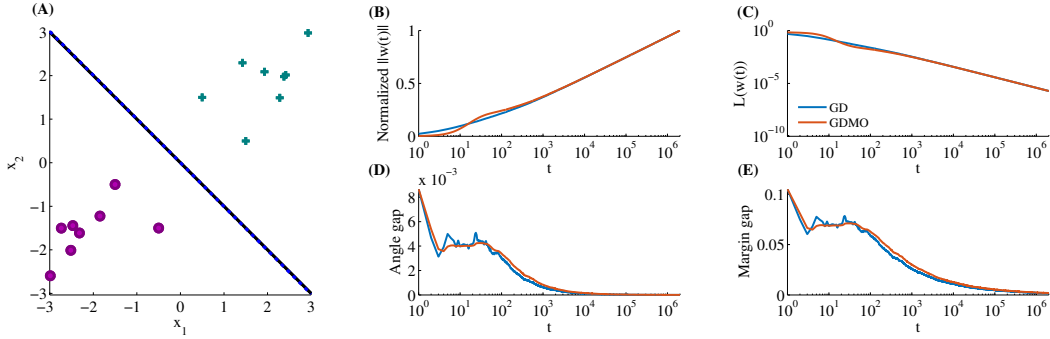 (A)
3
2
1
0
−1
−2
−3
−3 −2 −1 0 1 2 3
x_2
x_1
(B)
Normalized ||w(t)||
1
0.5
0
10^0 10^1 10^2 10^3 10^4 10^5 10^6
t
(C)
L(w(t))
10^0
10^−5
10^−10
GD
GDMO
10^0 10^1 10^2 10^3 10^4 10^5 10^6
t
(D)
x 10^−3
Angle gap
8
6
4
2
0
10^0 10^1 10^2 10^3 10^4 10^5 10^6
t
(E)
Margin gap
0.1
0.05
0
10^0 10^1 10^2 10^3 10^4 10^5 10^6
t